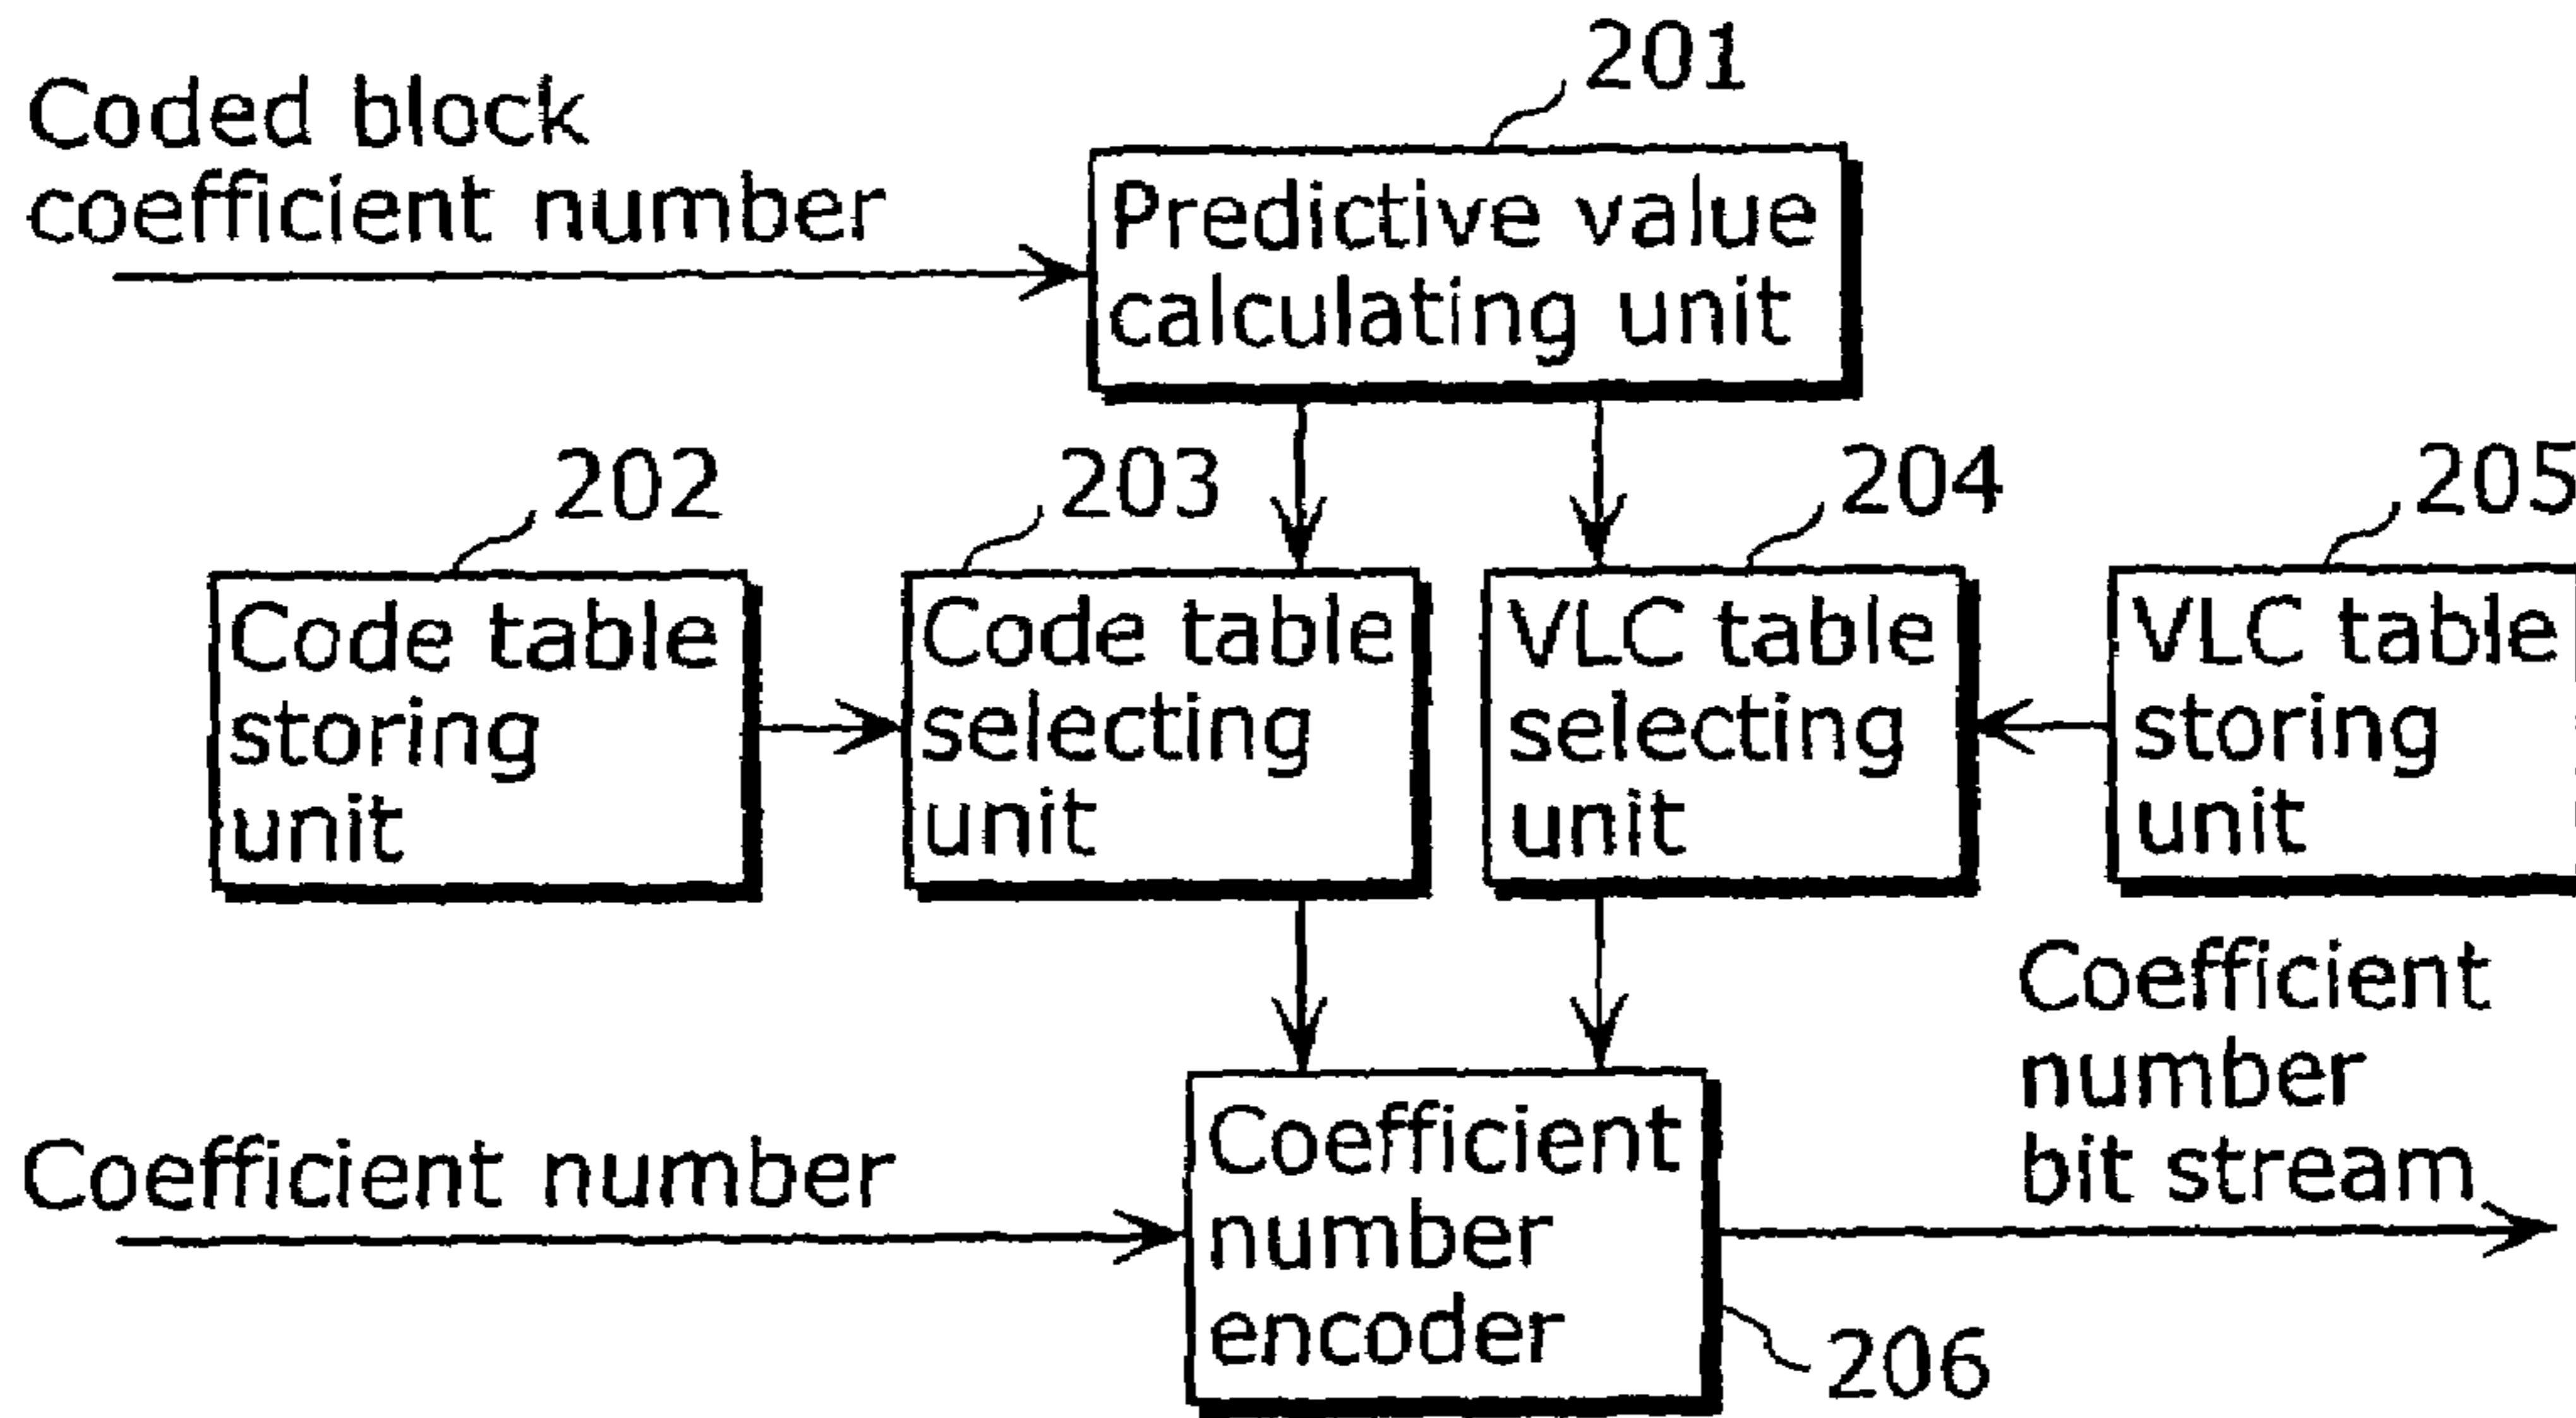 201
Coded block
coefficient number
Predictive value
calculating unit
202
203
204
205
Code table
storing
unit
Code table
selecting
unit
VLC table
selecting
unit
VLC table
storing
unit
Coefficient
number
bit stream
Coefficient number
Coefficient
number
encoder
206